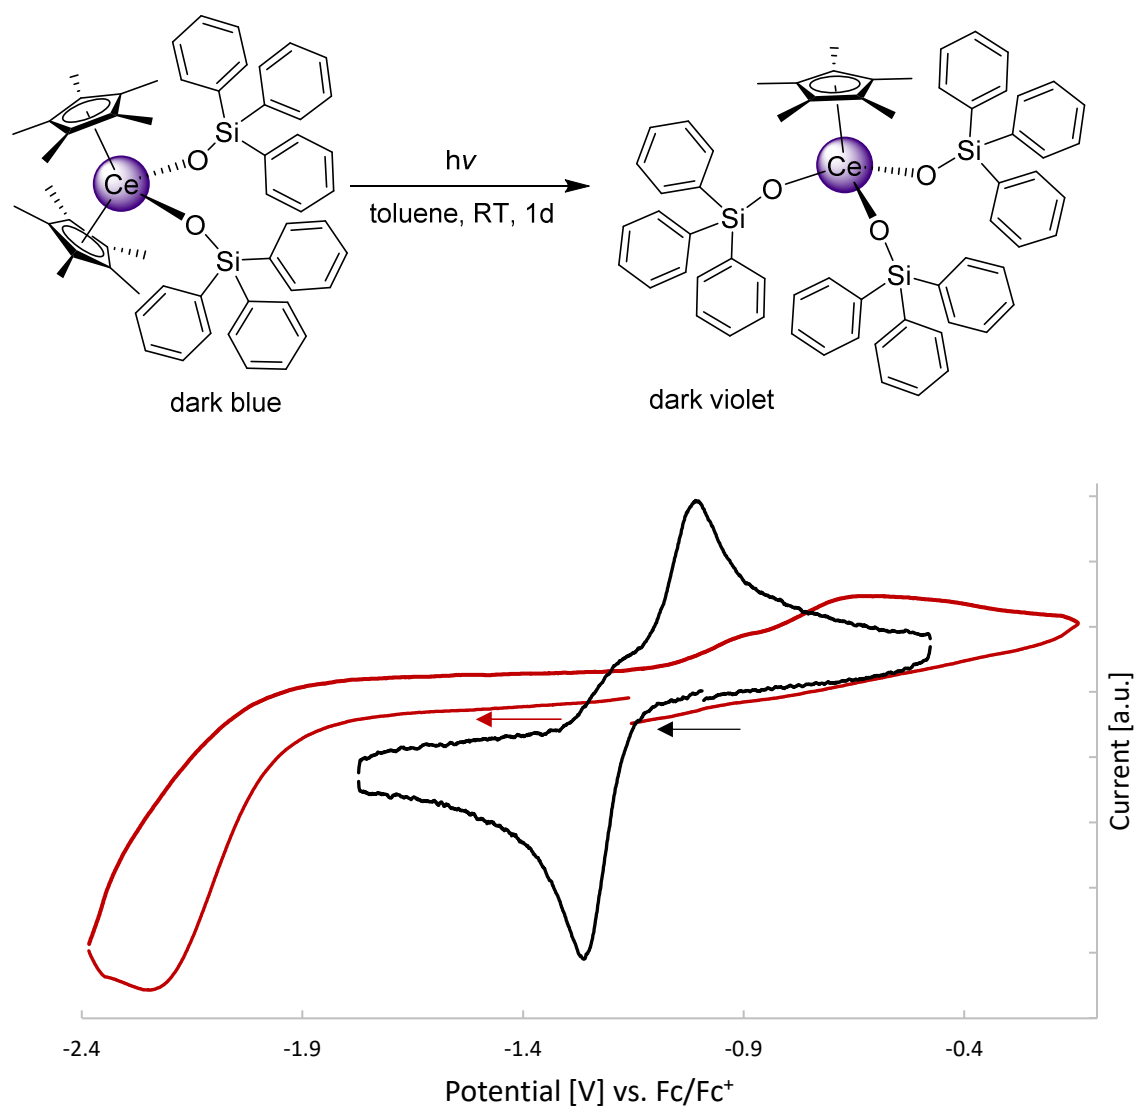 Si
O
Ce
O
Si
dark blue
hν
toluene, RT, 1d
Si
O
Ce
O
Si
O
Si
dark violet
Current [a.u.]
-2.4 -1.9 -1.4 -0.9 -0.4
Potential [V] vs. Fc/Fc⁺